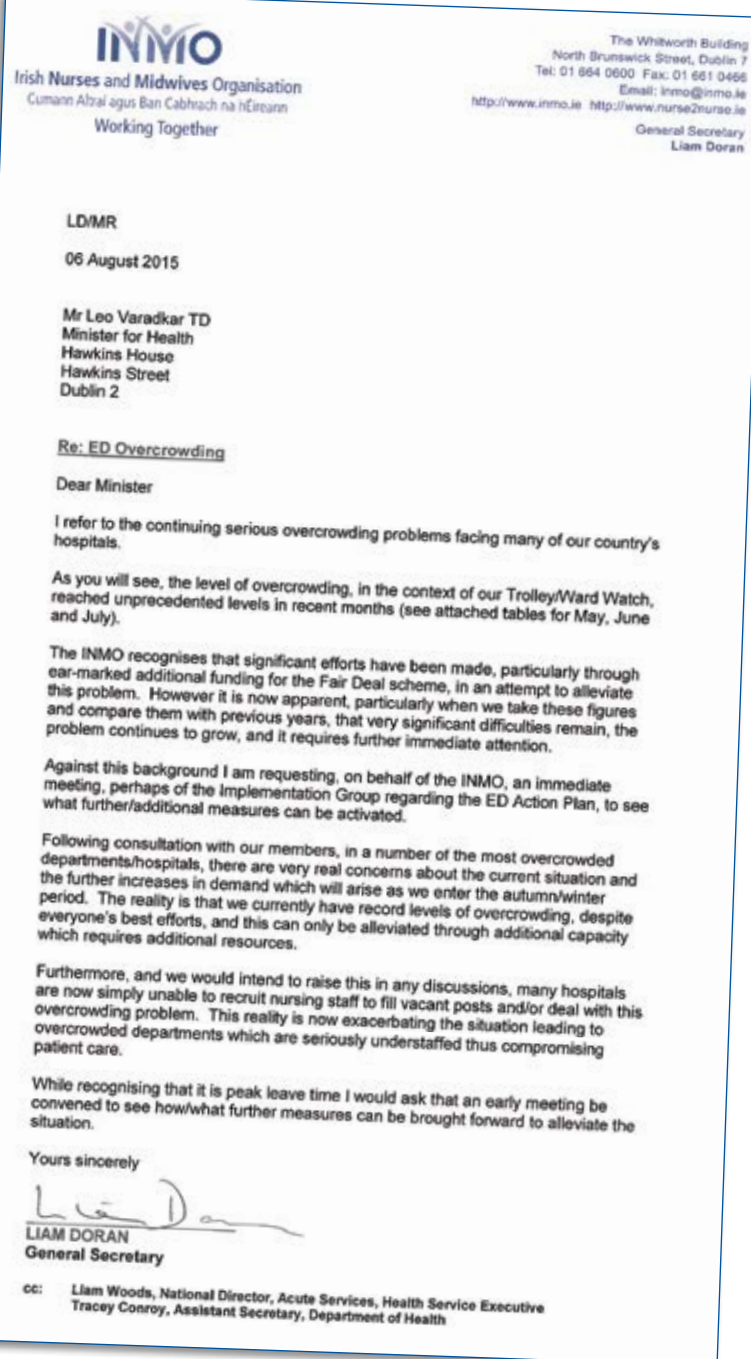 INMO
Irish Nurses and Midwives Organisation
Cumann Altraí agus Ban Cabhrach na hÉireann
Working Together
The Whitworth Building
North Brunswick Street, Dublin 7
Tel: 01 664 0600 Fax: 01 661 0466
Email: inmo@inmo.ie
http://www.inmo.ie http://www.nurse2nurse.ie
General Secretary
Liam Doran
LD/MR
06 August 2015
Mr Leo Varadkar TD
Minister for Health
Hawkins House
Hawkins Street
Dublin 2
Re: ED Overcrowding
Dear Minister
I refer to the continuing serious overcrowding problems facing many of our country's
hospitals.
As you will see, the level of overcrowding, in the context of our Trolley/Ward Watch,
reached unprecedented levels in recent months (see attached tables for May, June
and July).
The INMO recognises that significant efforts have been made, particularly through
ear-marked additional funding for the Fair Deal scheme, in an attempt to alleviate
this problem. However it is now apparent, particularly when we take these figures
and compare them with previous years, that very significant difficulties remain, the
problem continues to grow, and it requires further immediate attention.
Against this background I am requesting, on behalf of the INMO, an immediate
meeting, perhaps of the Implementation Group regarding the ED Action Plan, to see
what further/additional measures can be activated.
Following consultation with our members, in a number of the most overcrowded
departments/hospitals, there are very real concerns about the current situation and
the further increases in demand which will arise as we enter the autumn/winter
period. The reality is that we currently have record levels of overcrowding, despite
everyone's best efforts, and this can only be alleviated through additional capacity
which requires additional resources.
Furthermore, and we would intend to raise this in any discussions, many hospitals
are now simply unable to recruit nursing staff to fill vacant posts and/or deal with this
overcrowding problem. This reality is now exacerbating the situation leading to
overcrowded departments which are seriously understaffed thus compromising
patient care.
While recognising that it is peak leave time I would ask that an early meeting be
convened to see how/what further measures can be brought forward to alleviate the
situation.
Yours sincerely
Liam Doran
LIAM DORAN
General Secretary
cc: Liam Woods, National Director, Acute Services, Health Service Executive
Tracey Conroy, Assistant Secretary, Department of Health